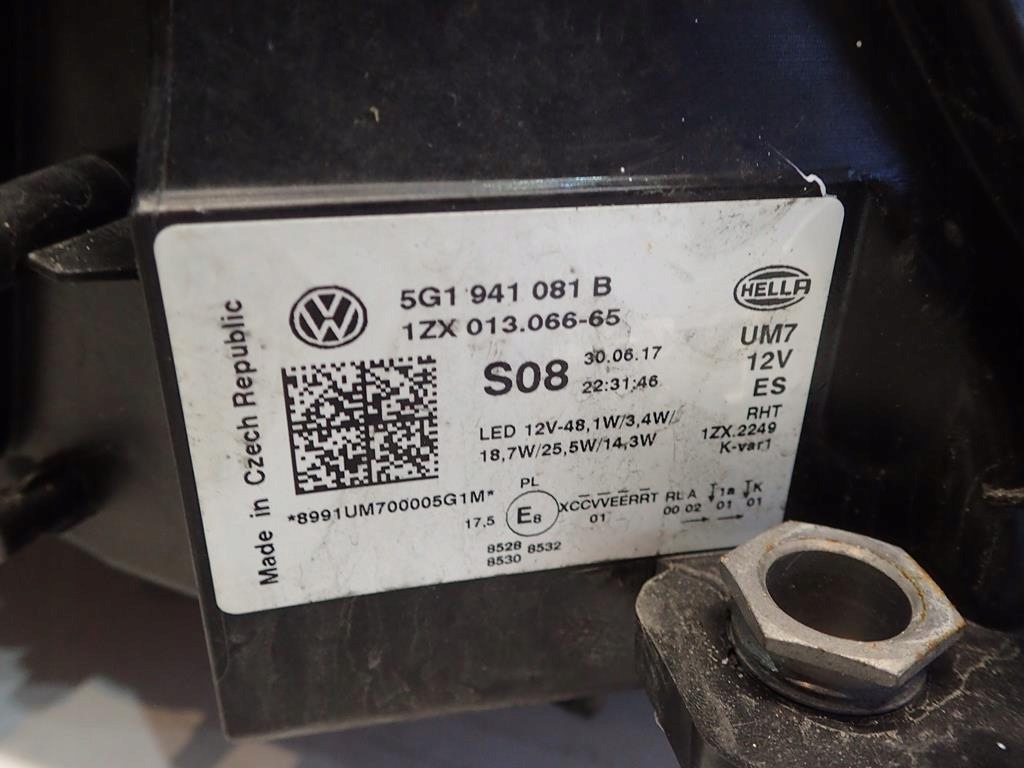 Made in Czech Republic
VW
5G1 941 081 B
1ZX 013.066-65
S08
30.06.17
22:31:46
LED 12V-48,1W/3,4W/
18,7W/25,5W/14,3W
*8991UM700005G1M*
HELLA
UM7
12V
ES
RHT
1ZX.2249
K-var1
PL
17,5 E8 XCCVVEERRT RL A 1a K
01 00 02 01 01
8528 8532
8530